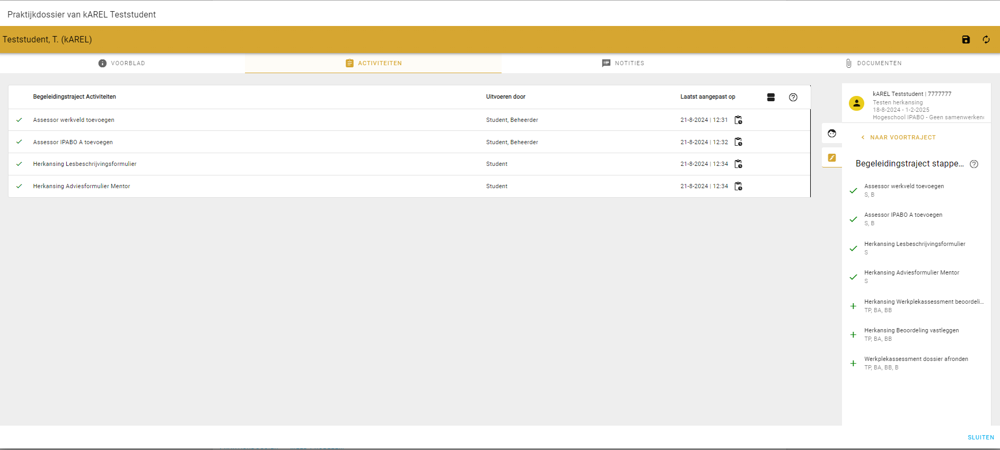 Praktijkdossier van kAREL Teststudent
Teststudent, T. (kAREL)
VOORBLAD
ACTIVITEITEN
NOTITIES
DOCUMENTEN
Begeleidingstraject Activiteiten Uitvoeren door Laatst aangepast op
Assessor werkveld toevoegen Student, Beheerder 21-8-2024 | 12:31
Assessor IPABO A toevoegen Student, Beheerder 21-8-2024 | 12:32
Herkansing Lesbeschrijvingsformulier Student 21-8-2024 | 12:34
Herkansing Adviesformulier Mentor Student 21-8-2024 | 12:34
kAREL Teststudent | 7777777
Testen herkansing
18-8-2024 - 1-2-2025
Hogeschool IPABO - Geen samenwerkend
NAAR VOORTRAJECT
Begeleidingstraject stappe...
Assessor werkveld toevoegen
S, B
Assessor IPABO A toevoegen
S, B
Herkansing Lesbeschrijvingsformulier
S
Herkansing Adviesformulier Mentor
S
Herkansing Werkplekassessment beoordeli...
TP, BA, BB
Herkansing Beoordeling vastleggen
TP, BA, BB
Werkplekassessment dossier afronden
TP, BA, BB, B
SLUITEN